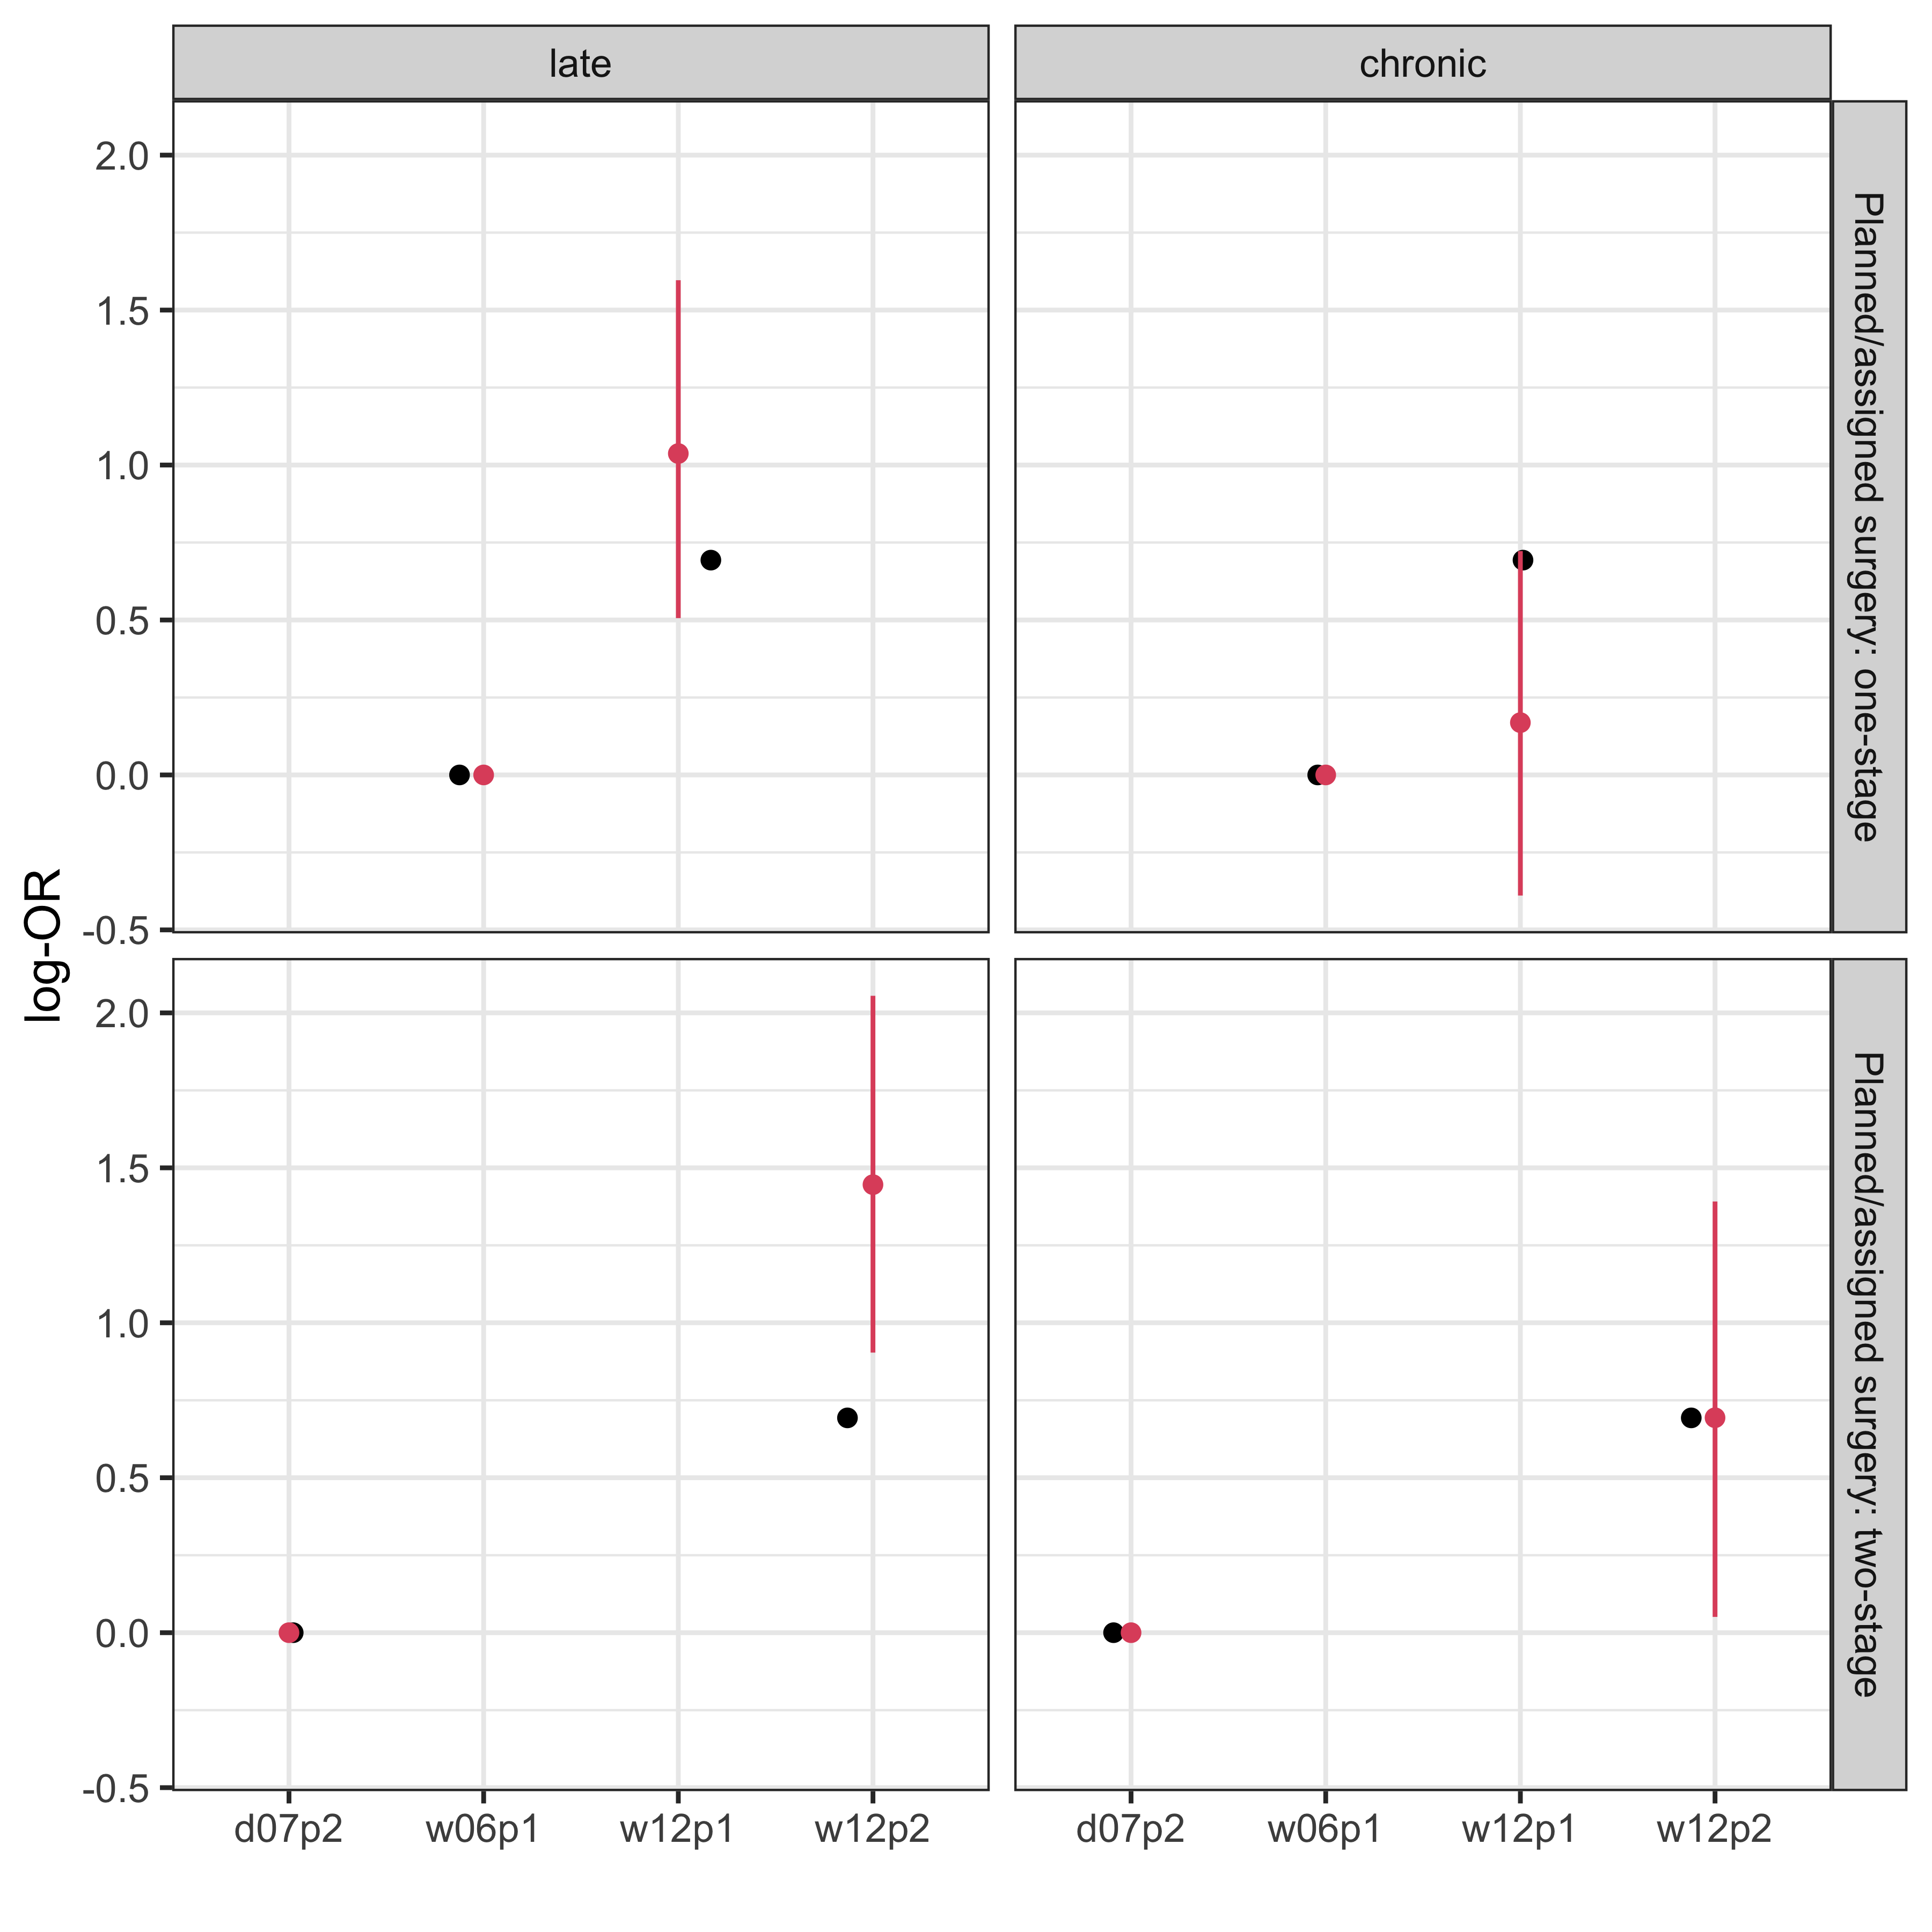 late
chronic
2.0
1.5
1.0
0.5
0.0
-0.5
Planned/assigned surgery: one-stage
log-OR
2.0
1.5
1.0
0.5
0.0
-0.5
Planned/assigned surgery: two-stage
d07p2 w06p1 w12p1 w12p2
d07p2 w06p1 w12p1 w12p2